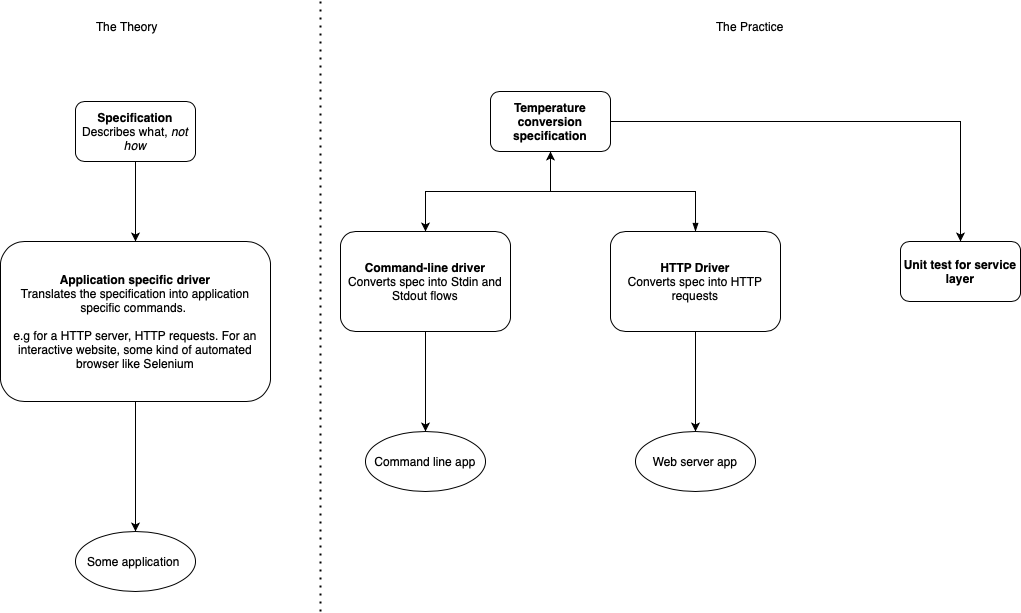 The Theory
Specification
Describes what, not
how
Application specific driver
Translates the specification into application
specific commands.
e.g for a HTTP server, HTTP requests. For an
interactive website, some kind of automated
browser like Selenium
Some application
The Practice
Temperature
conversion
specification
Command-line driver
Converts spec into Stdin and
Stdout flows
HTTP Driver
Converts spec into HTTP
requests
Unit test for service
layer
Command line app
Web server app